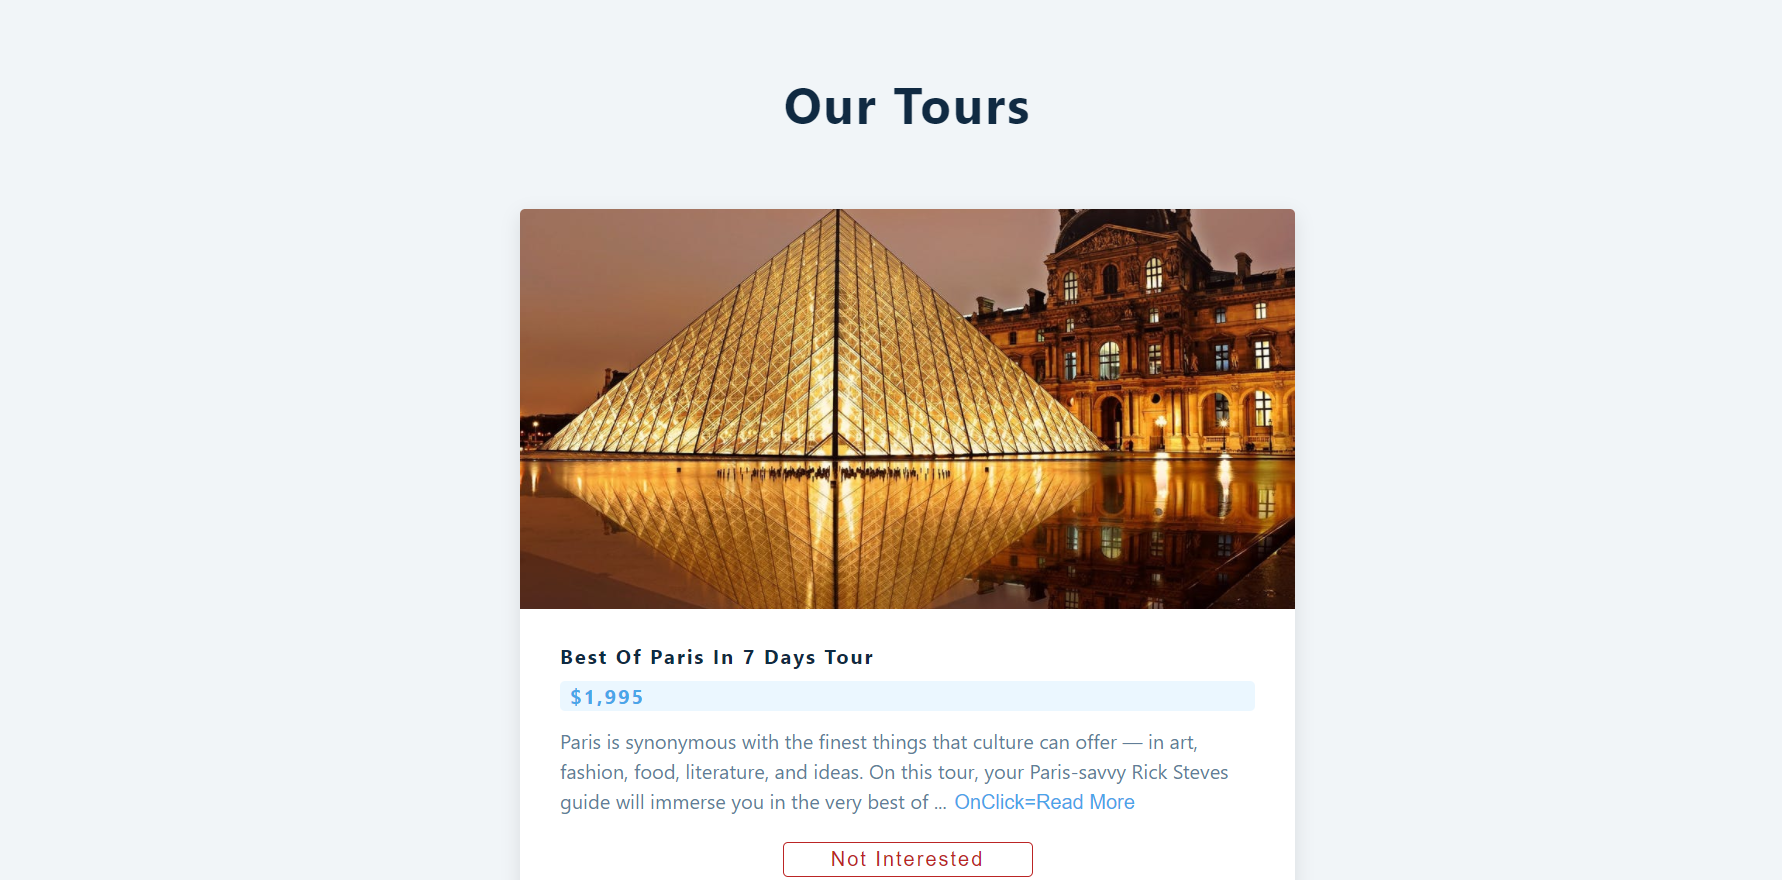 Our Tours
Best Of Paris In 7 Days Tour
$1,995
Paris is synonymous with the finest things that culture can offer — in art,
fashion, food, literature, and ideas. On this tour, your Paris-savvy Rick Steves
guide will immerse you in the very best of ... OnClick=Read More
Not Interested